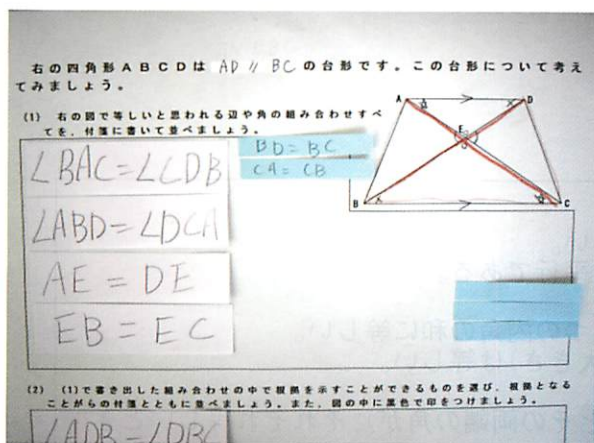 右の四角形ABCDは AD // BC の台形です。この台形について考え
てみましょう。
(1) 右の図で等しいと思われる辺や角の組み合わせすべ
てを、付箋に書いて並べましょう。
∠BAC=∠CDB
∠ABD=∠DCA
AE=DE
EB=EC
BD=BC
CA=CB
A
D
E
B
C
(2) (1)で書き出した組み合わせの中で根拠を示すことができるものを選び、根拠となる
ことがらの付箋とともに並べましょう。また、図の中に黒色で印をつけましょう。
∠ADB=∠DBC